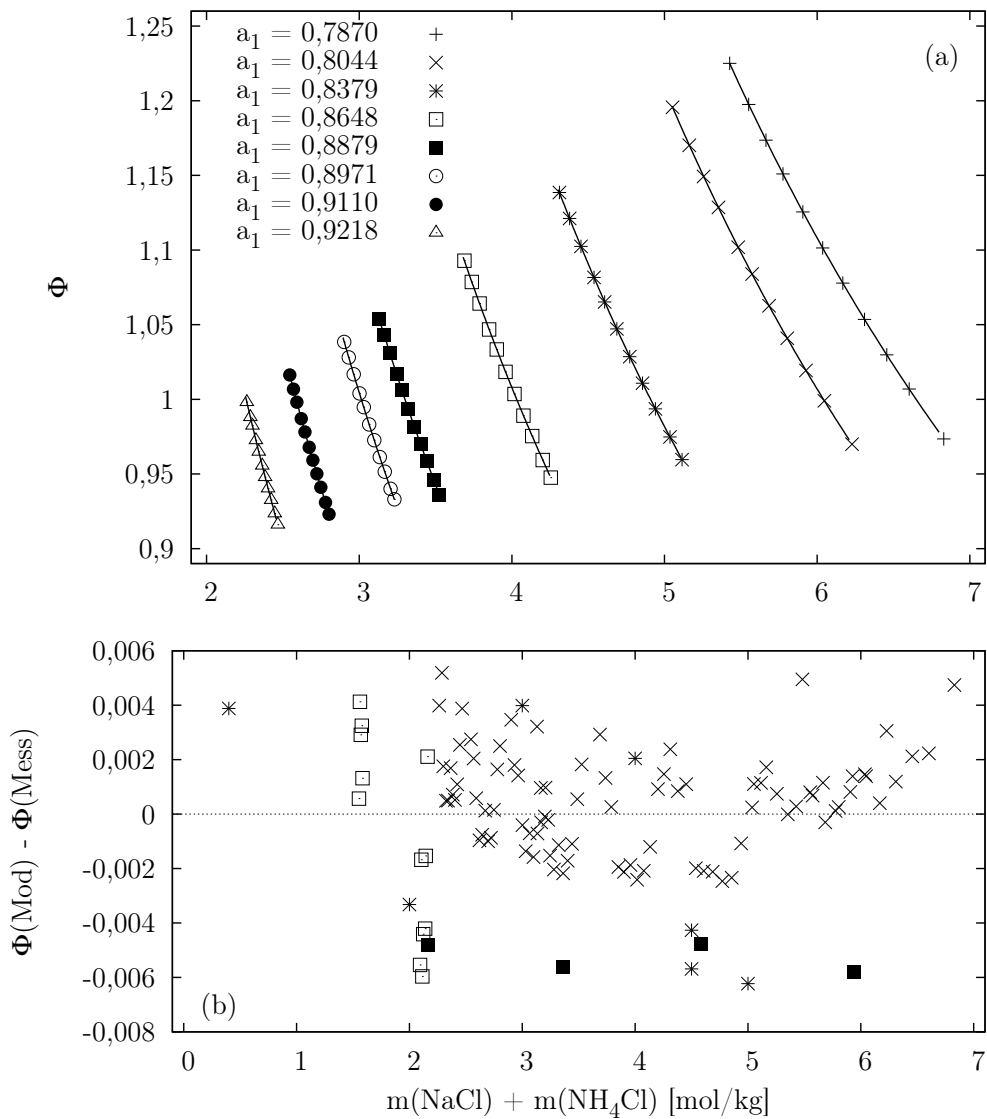 1,25
1,2
1,15
1,1
1,05
1
0,95
0,9
Φ
a1 = 0,7870
a1 = 0,8044
a1 = 0,8379
a1 = 0,8648
a1 = 0,8879
a1 = 0,8971
a1 = 0,9110
a1 = 0,9218
(a)
2 3 4 5 6 7
0,006
0,004
0,002
0
-0,002
-0,004
-0,006
-0,008
Φ(Mod) - Φ(Mess)
(b)
0 1 2 3 4 5 6 7
m(NaCl) + m(NH4Cl) [mol/kg]